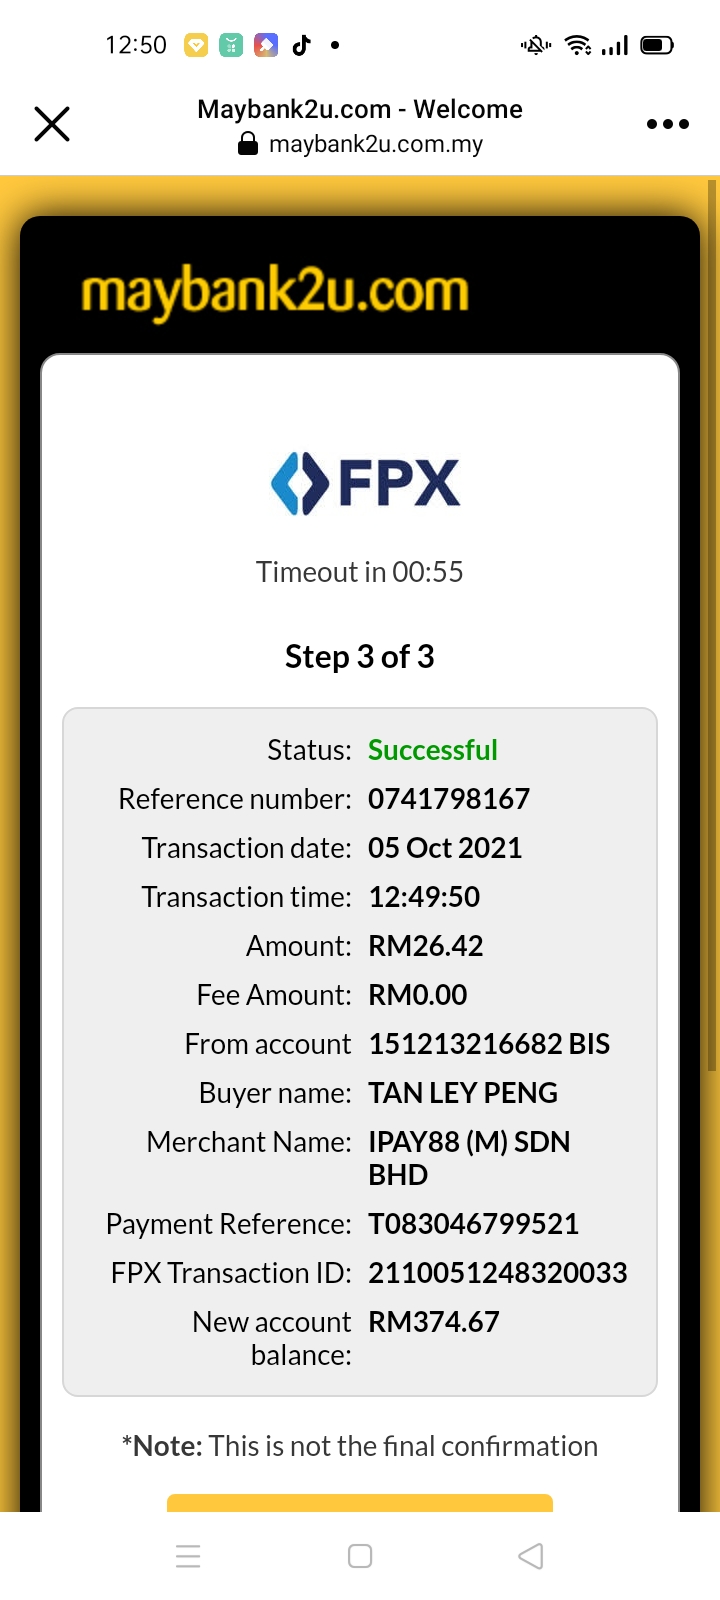 12:50
Maybank2u.com - Welcome
maybank2u.com.my
maybank2u.com
FPX
Timeout in 00:55
Step 3 of 3
Status: Successful
Reference number: 0741798167
Transaction date: 05 Oct 2021
Transaction time: 12:49:50
Amount: RM26.42
Fee Amount: RM0.00
From account 151213216682 BIS
Buyer name: TAN LEY PENG
Merchant Name: IPAY88 (M) SDN
BHD
Payment Reference: T083046799521
FPX Transaction ID: 2110051248320033
New account RM374.67
balance:
*Note: This is not the final confirmation